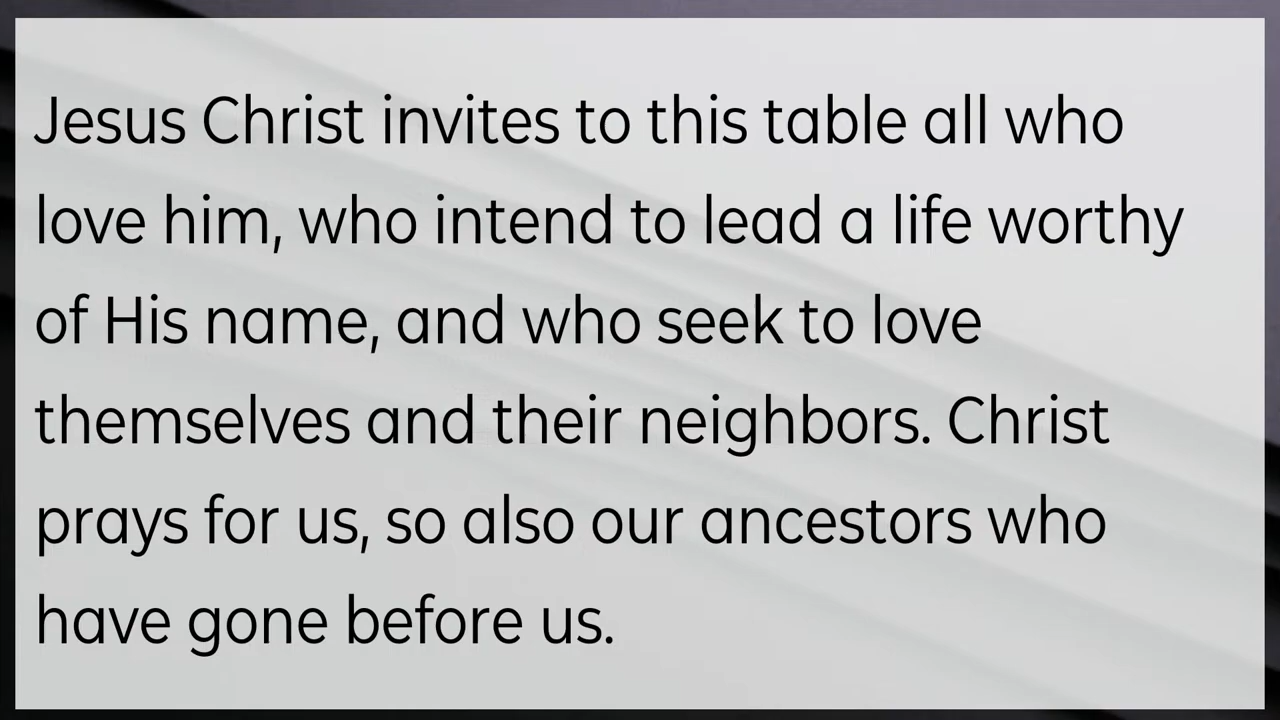 Jesus Christ invites to this table all who
love him, who intend to lead a life worthy
of His name, and who seek to love
themselves and their neighbors. Christ
prays for us, so also our ancestors who
have gone before us.